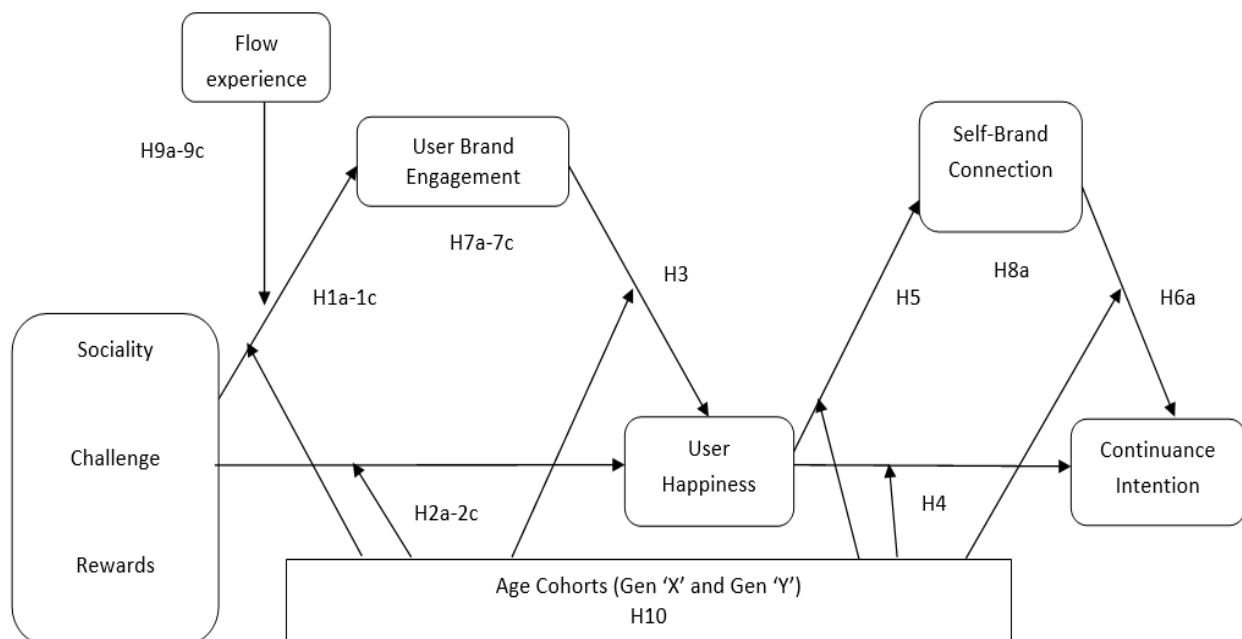 Flow
experience
H9a-9c
User Brand
Engagement
Self-Brand
Connection
H7a-7c
H8a
H3
H1a-1c
H5
H6a
Sociality
Challenge
Rewards
User
Happiness
Continuance
Intention
H2a-2c
H4
Age Cohorts (Gen ‘X’ and Gen ‘Y’)
H10